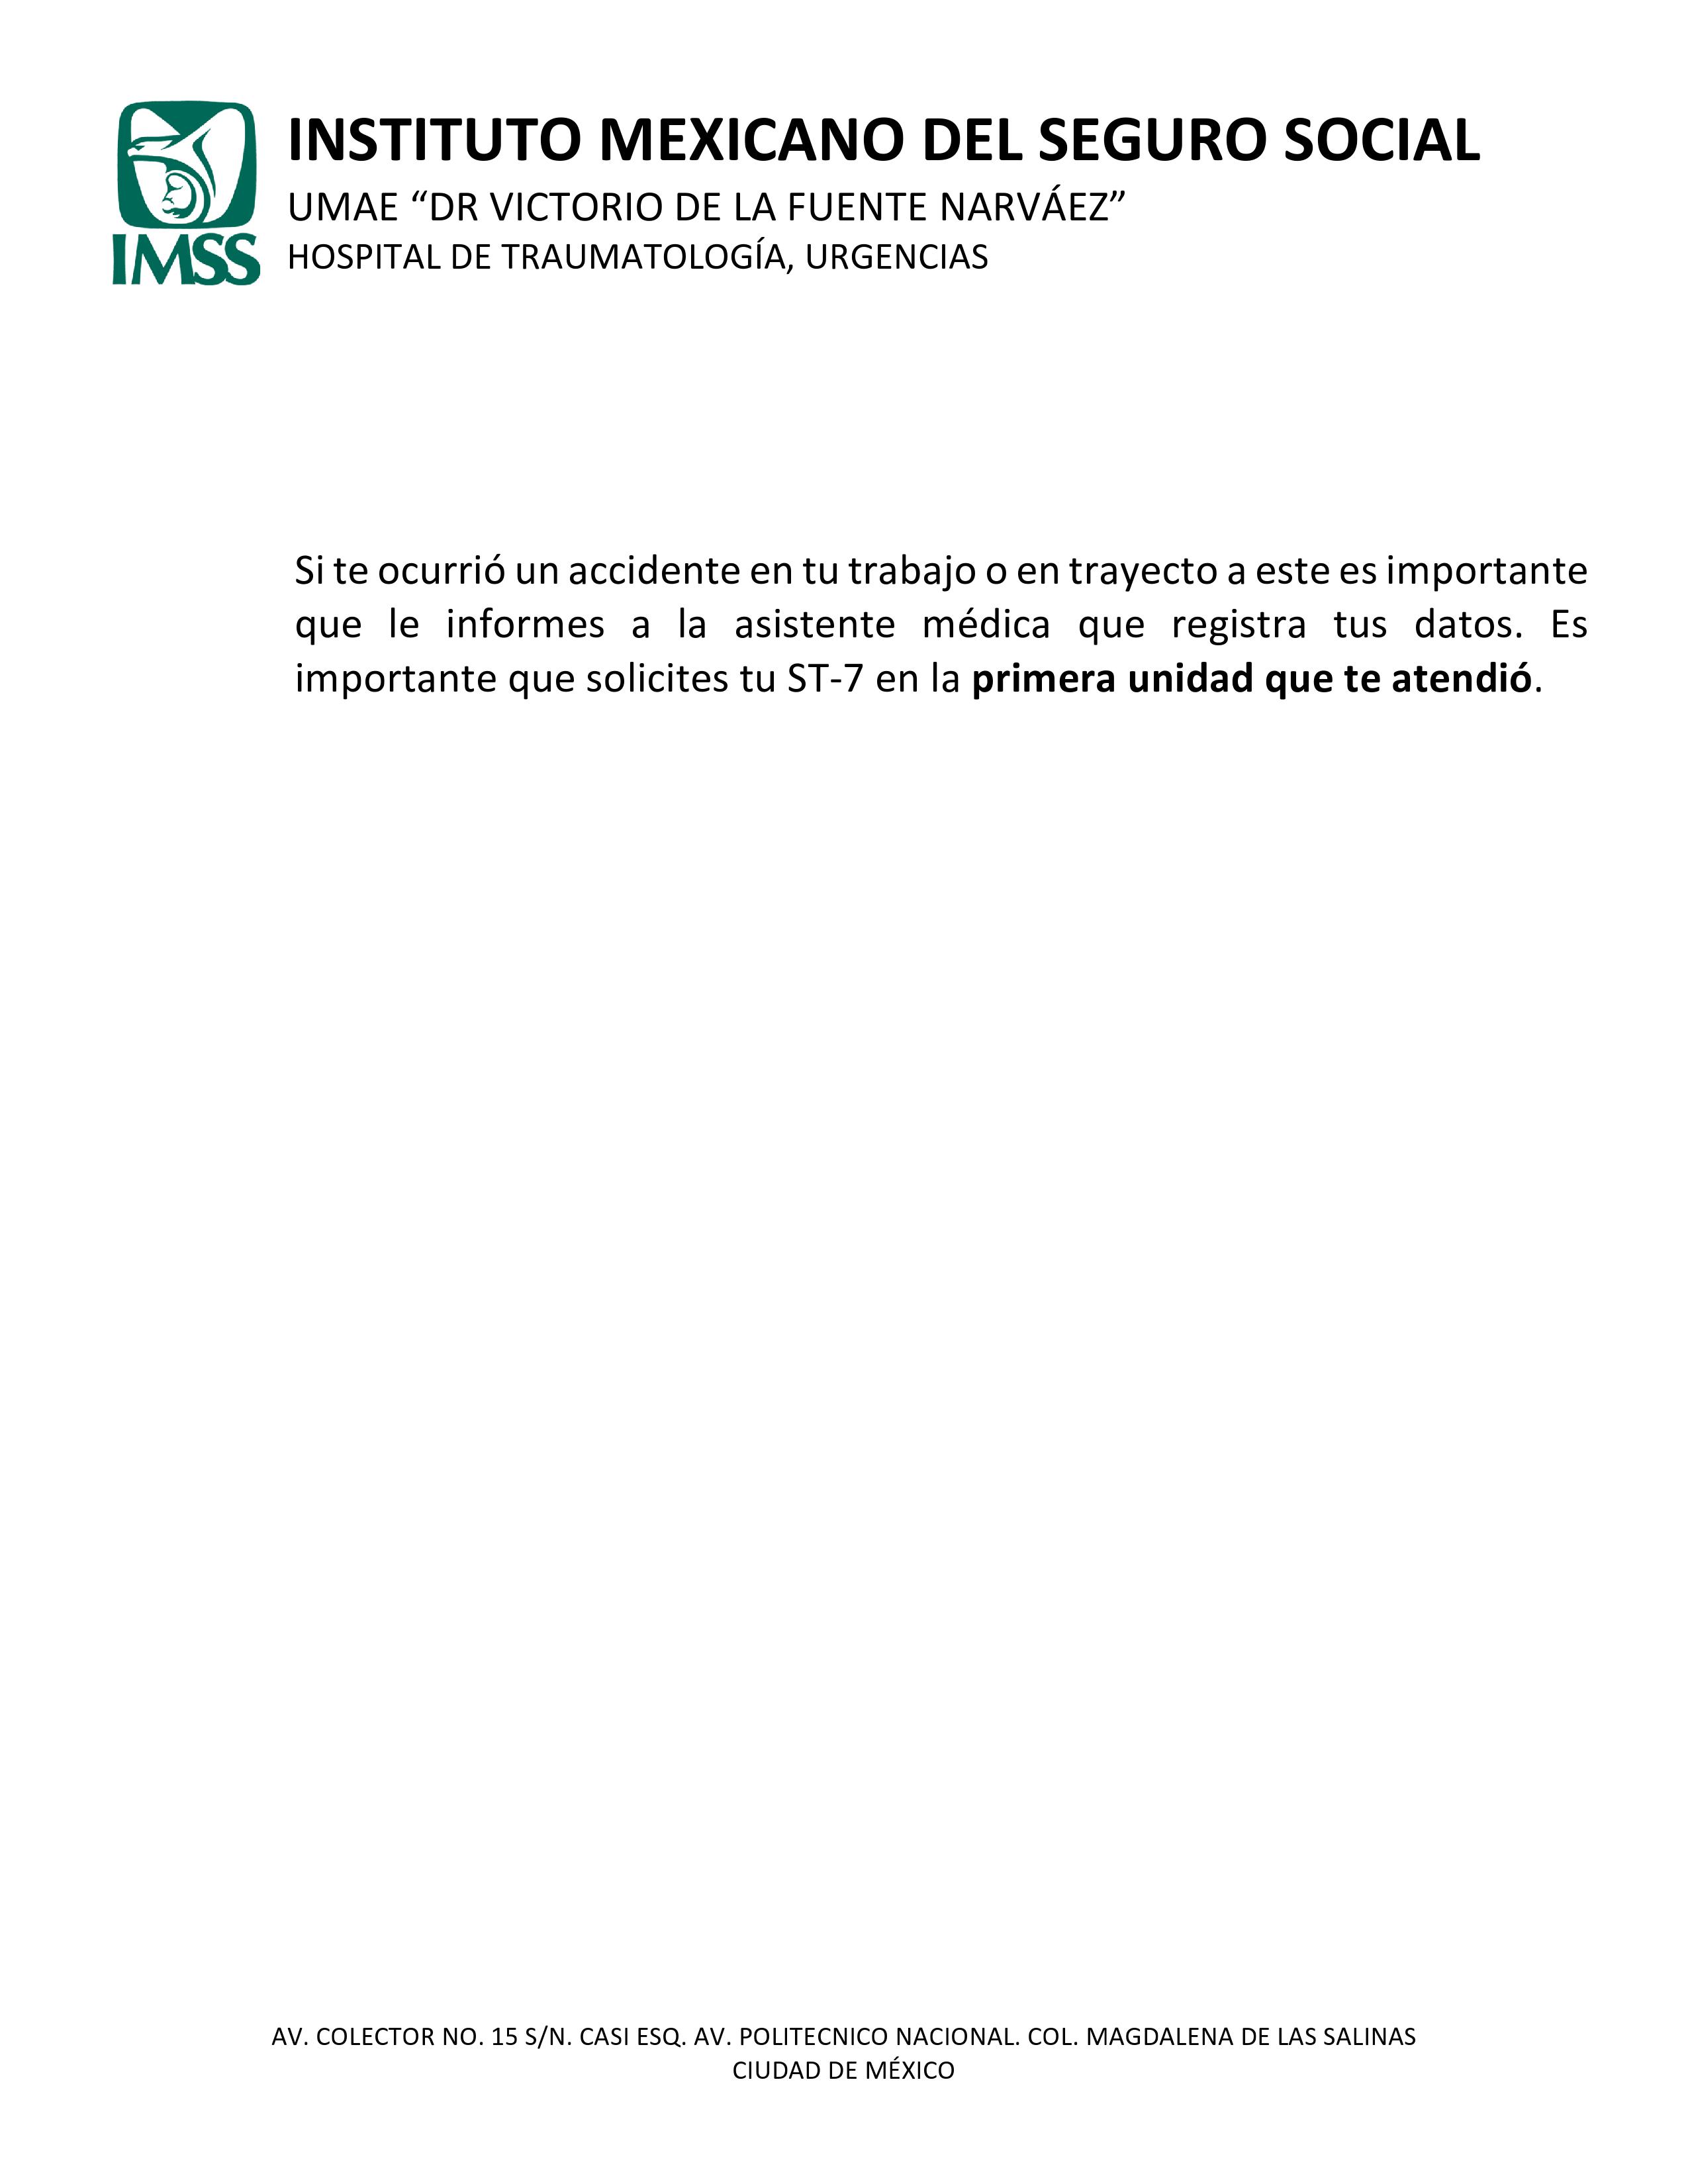 IMSS
INSTITUTO MEXICANO DEL SEGURO SOCIAL
UMAE “DR VICTORIO DE LA FUENTE NARVÁEZ”
HOSPITAL DE TRAUMATOLOGÍA, URGENCIAS
Si te ocurrió un accidente en tu trabajo o en trayecto a este es importante
que le informes a la asistente médica que registra tus datos. Es
importante que solicites tu ST-7 en la primera unidad que te atendió.
AV. COLECTOR NO. 15 S/N. CASI ESQ. AV. POLITECNICO NACIONAL. COL. MAGDALENA DE LAS SALINAS
CIUDAD DE MÉXICO